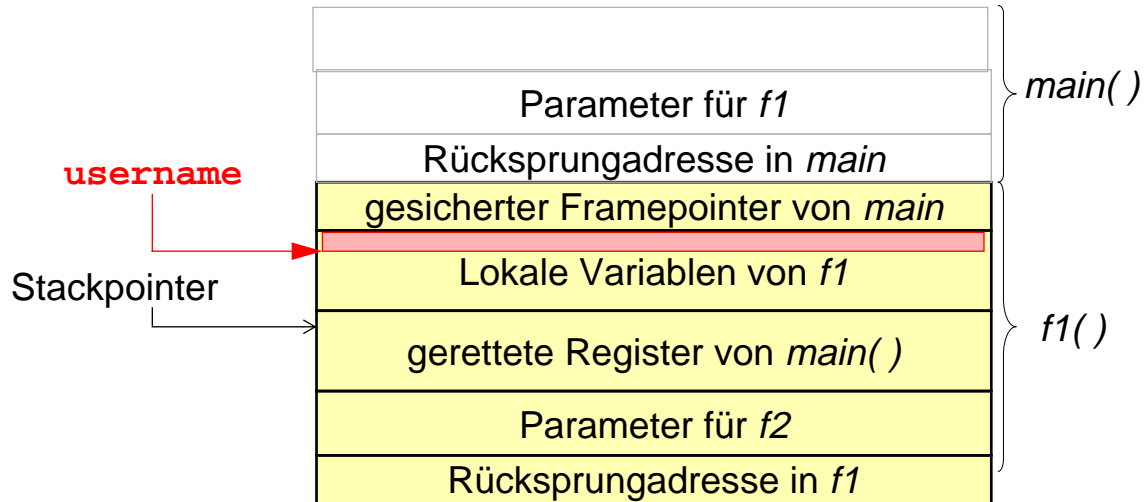 main( )
Parameter für f1
Rücksprungadresse in main
username
gesicherter Framepointer von main
Lokale Variablen von f1
Stackpointer
f1( )
gerettete Register von main( )
Parameter für f2
Rücksprungadresse in f1